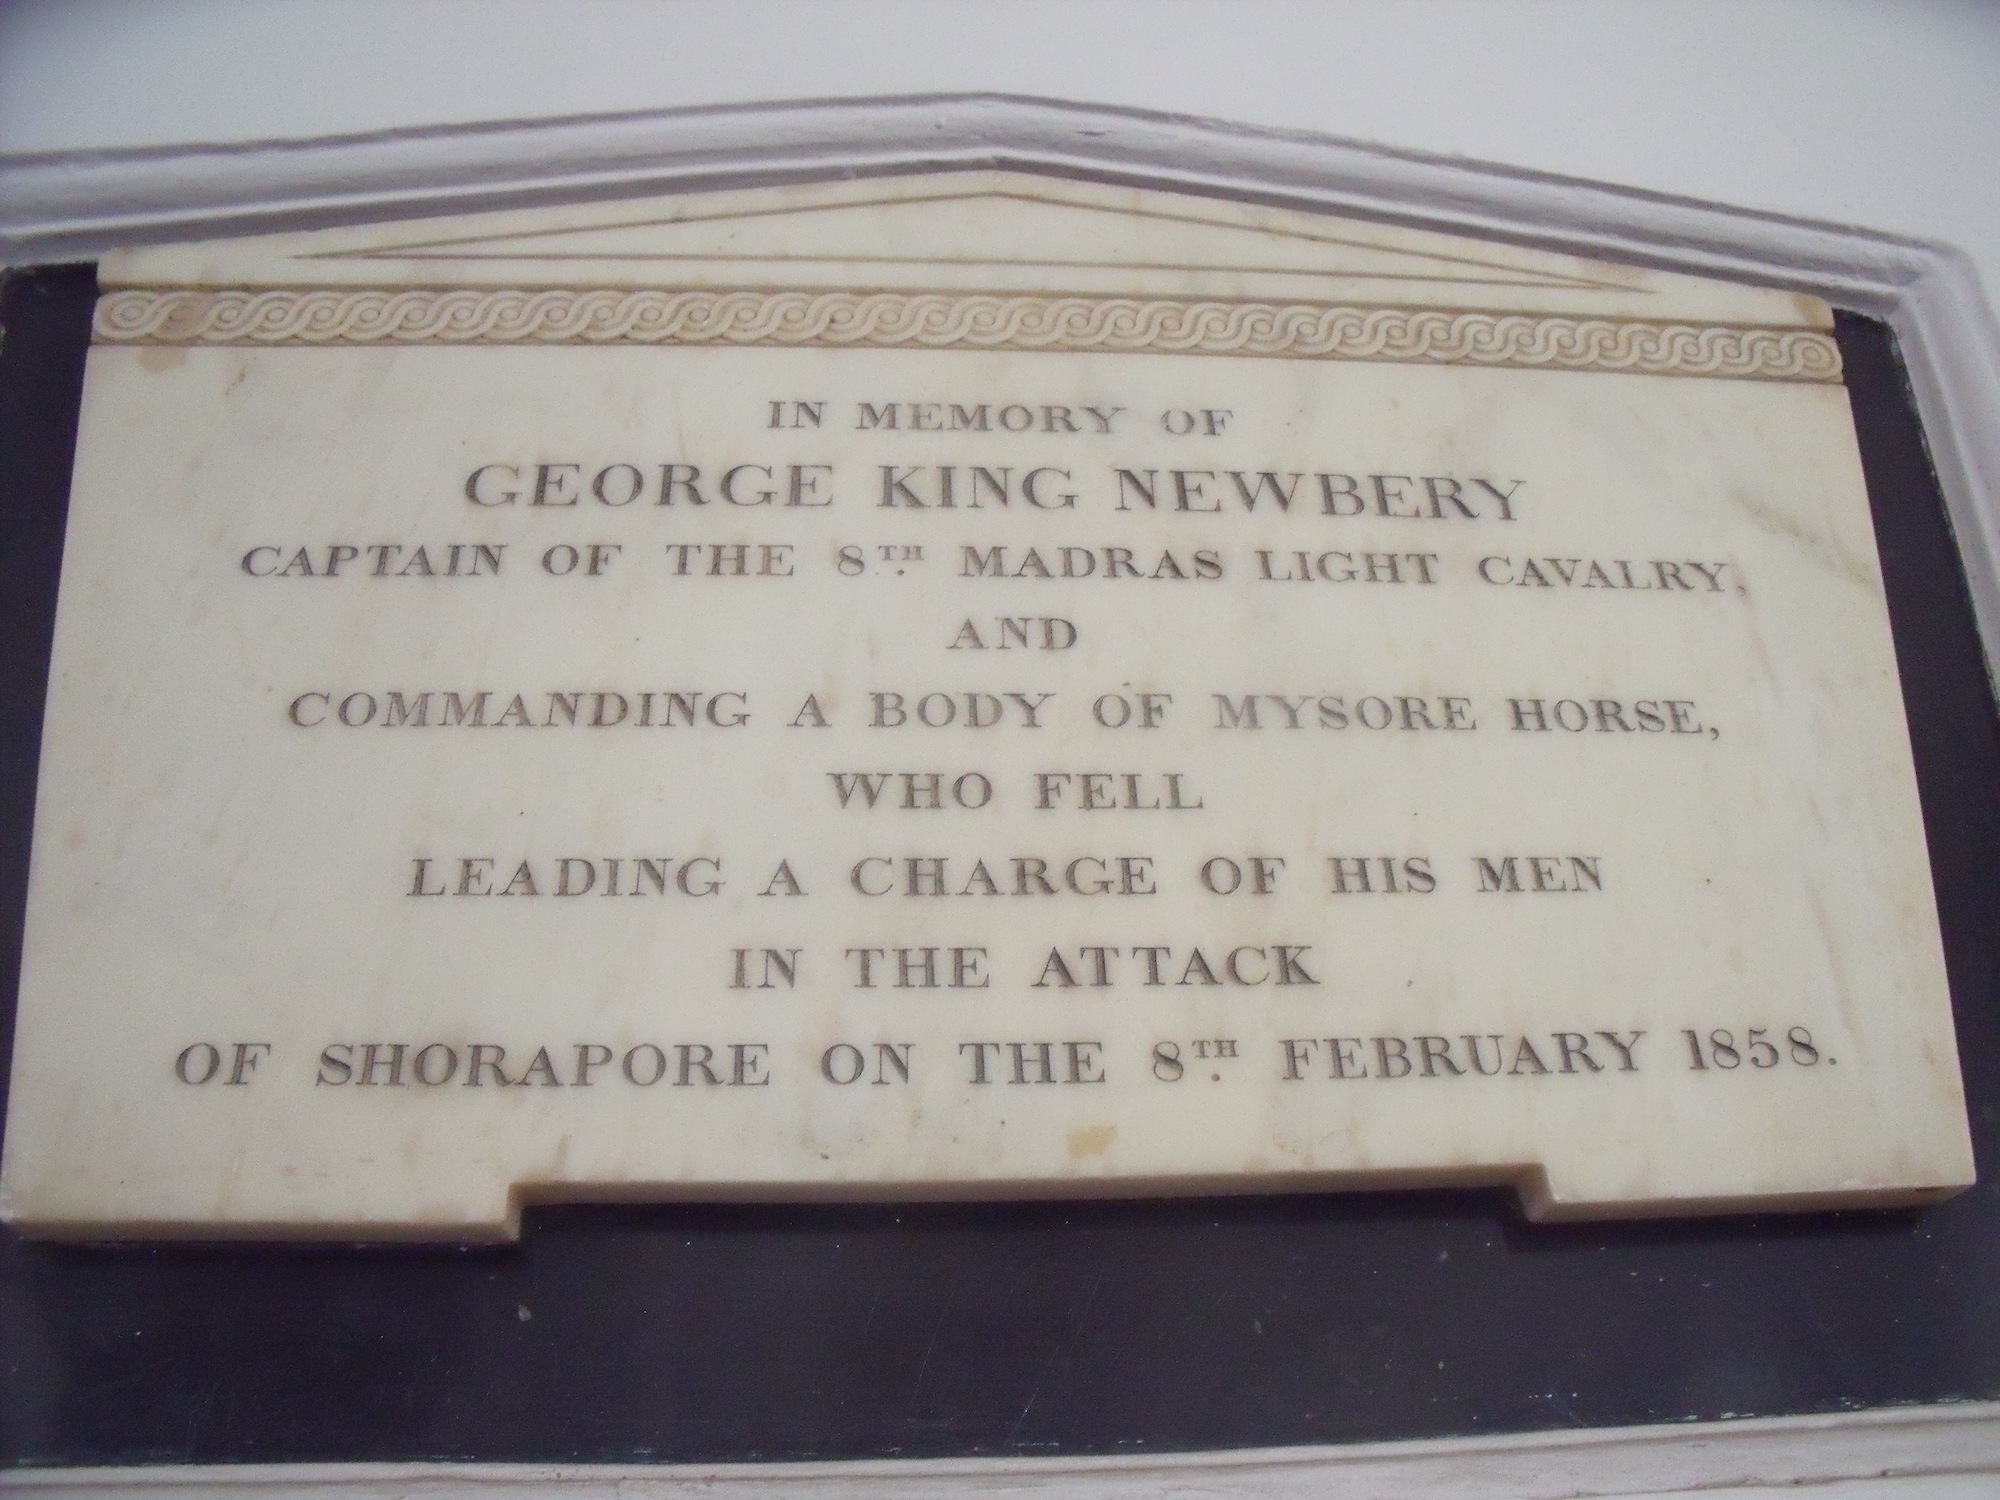 IN MEMORY OF
GEORGE KING NEWBERY
CAPTAIN OF THE 8TH. MADRAS LIGHT CAVALRY,
AND
COMMANDING A BODY OF MYSORE HORSE,
WHO FELL
LEADING A CHARGE OF HIS MEN
IN THE ATTACK
OF SHORAPORE ON THE 8TH. FEBRUARY 1858.